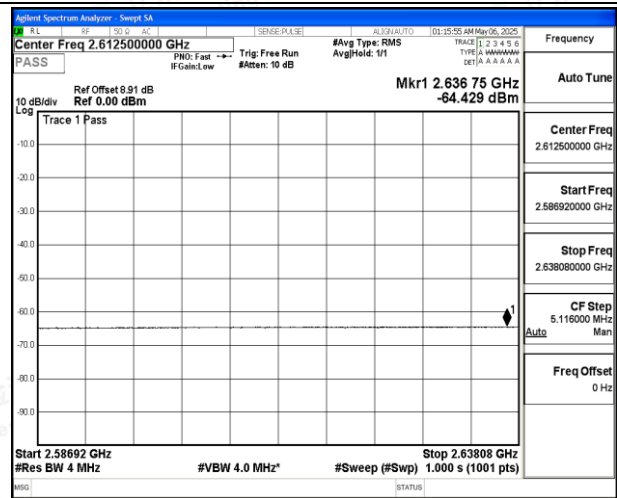 Agilent Spectrum Analyzer - Swept SA
RL RF 50 Ω AC SENSE:PULSE ALIGNAUTO 01:15:55 AM May 06, 2025
Center Freq 2.612500000 GHz
PNO: Fast
IFGain:Low
Trig: Free Run
#Atten: 10 dB
#Avg Type: RMS
Avg|Hold: 1/1
TRACE 1 2 3 4 5 6
TYPE A WWWWW
DET A A A A A A
PASS
Ref Offset 8.91 dB
Ref 0.00 dBm
10 dB/div
Log
Mkr1 2.636 75 GHz
-64.429 dBm
Trace 1 Pass
-10.0
-20.0
-30.0
-40.0
-50.0
-60.0
-70.0
-80.0
-90.0
1
Start 2.58692 GHz
Stop 2.63808 GHz
#Res BW 4 MHz
#VBW 4.0 MHz*
#Sweep (#Swp) 1.000 s (1001 pts)
MSG
STATUS
Frequency
Auto Tune
Center Freq
2.612500000 GHz
Start Freq
2.586920000 GHz
Stop Freq
2.638080000 GHz
CF Step
5.116000 MHz
Auto Man
Freq Offset
0 Hz